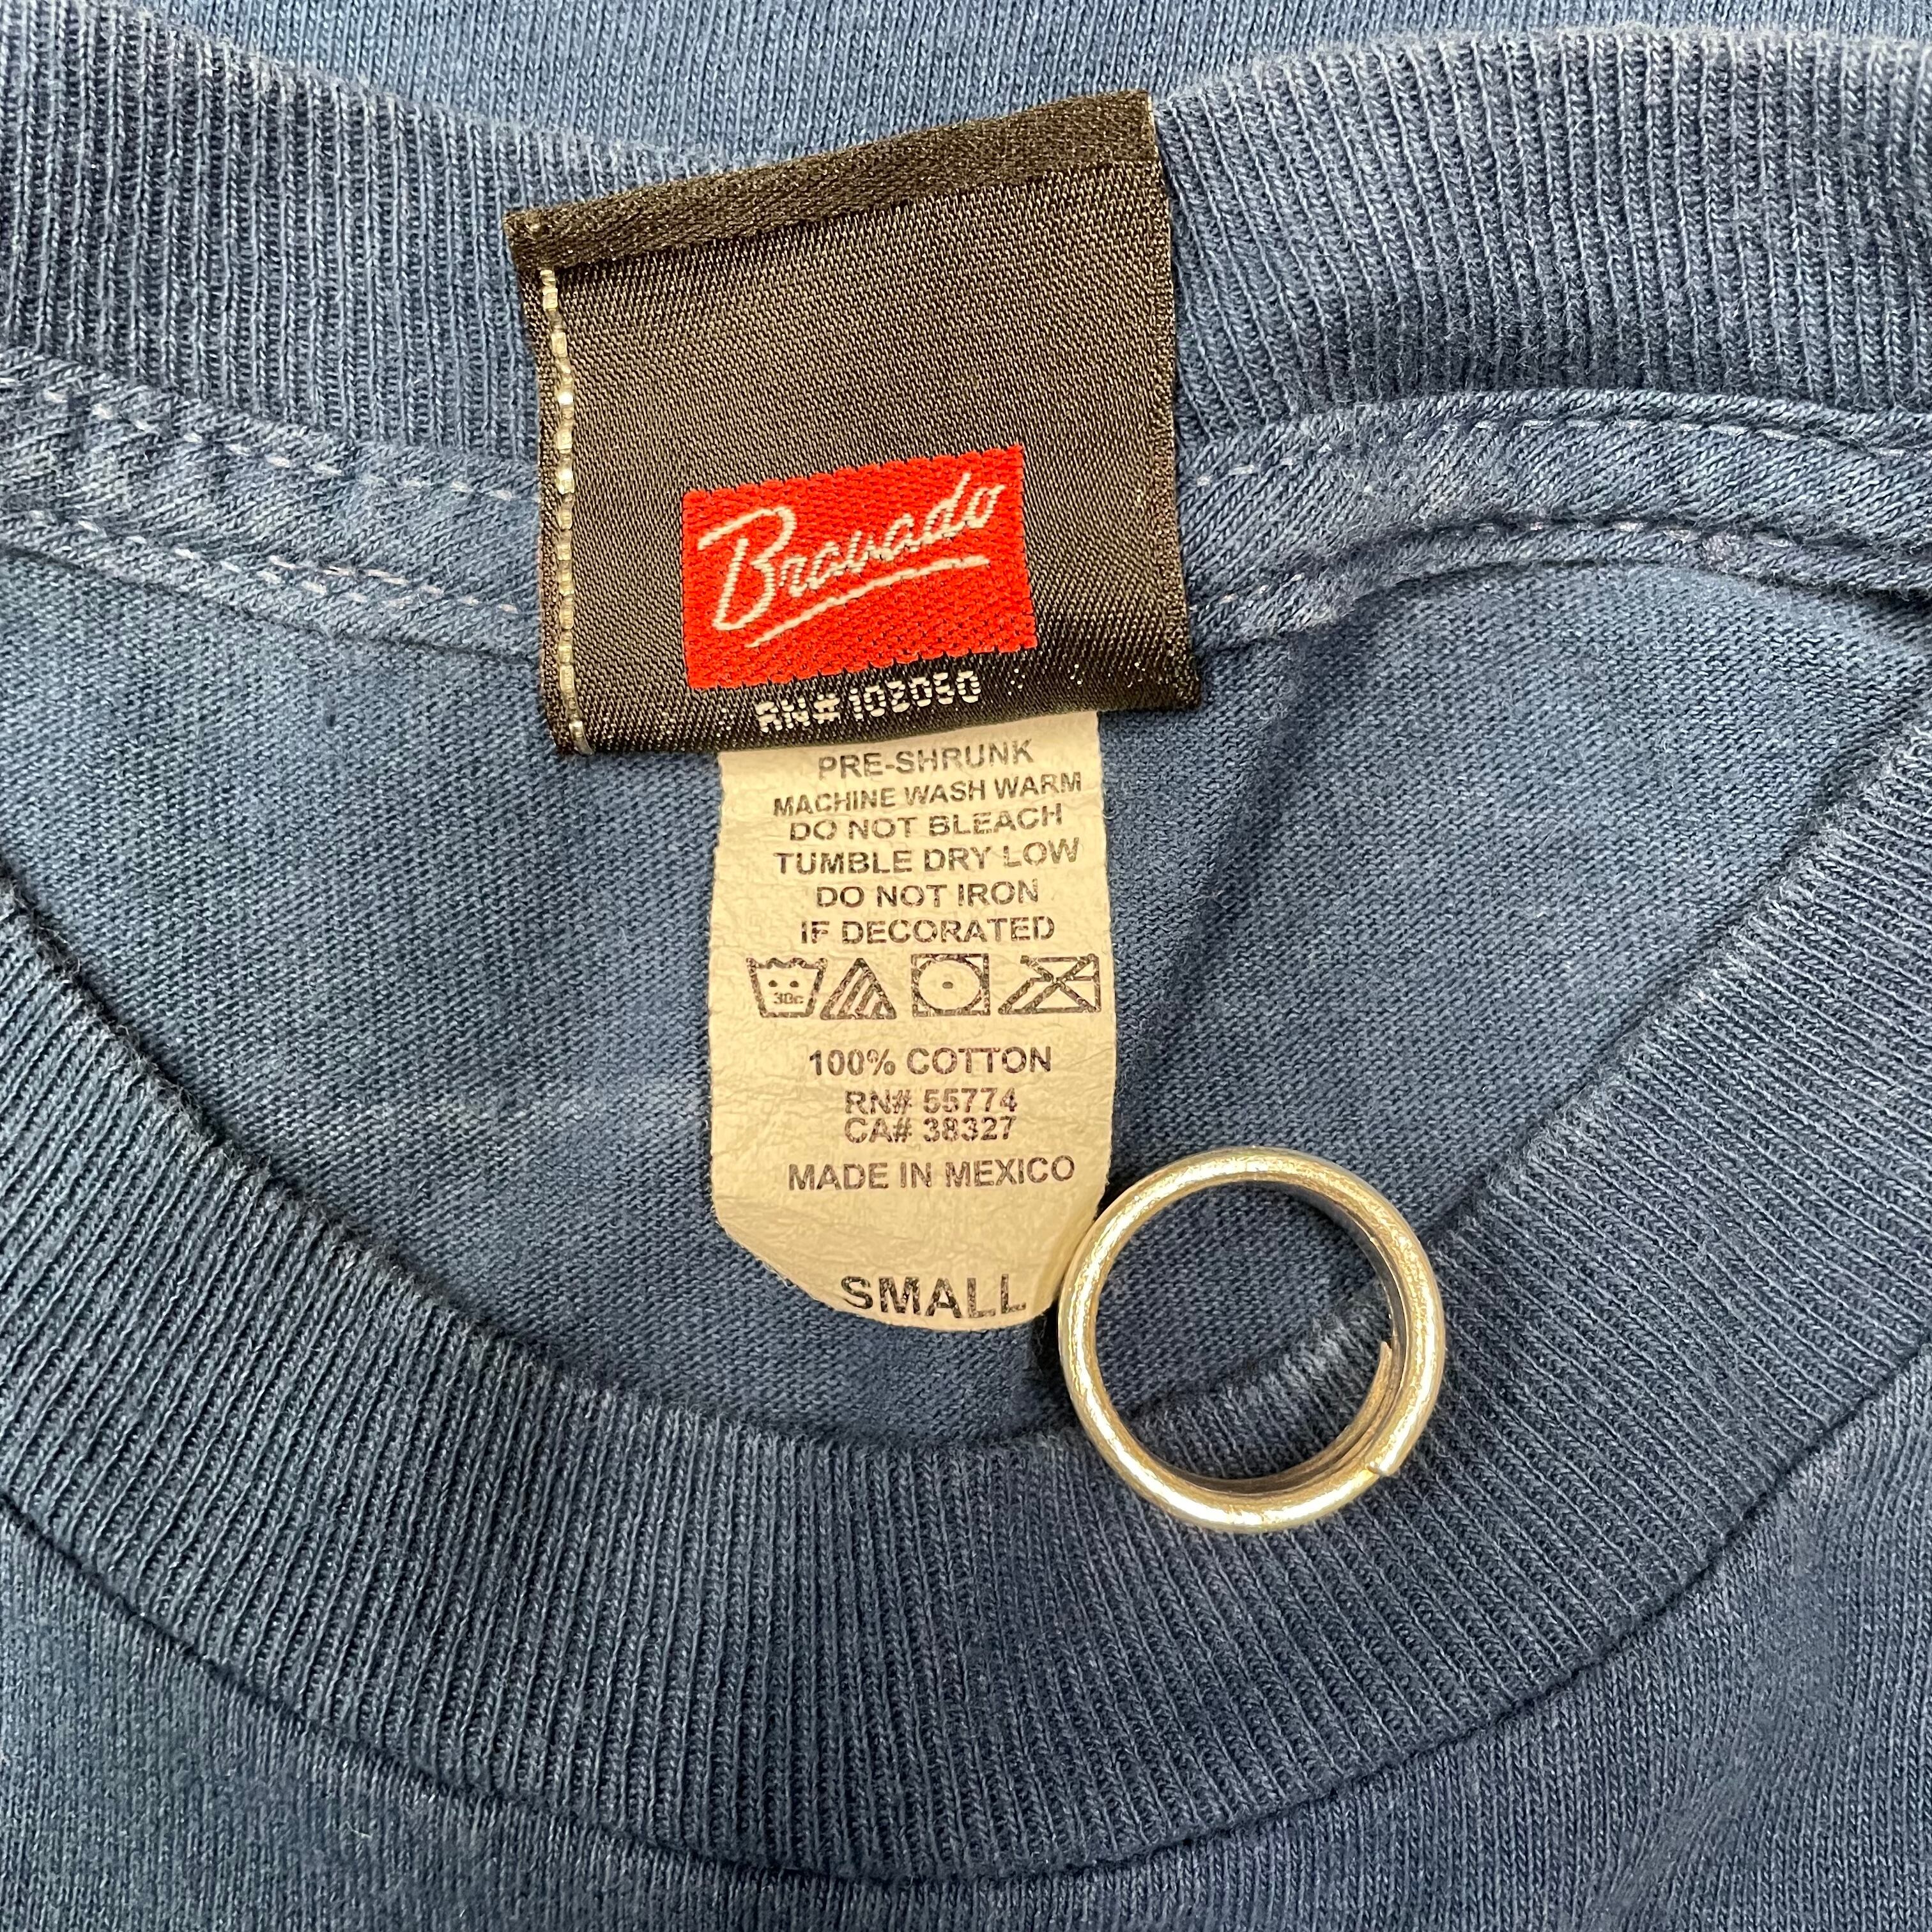 Bravado
RN# 102050
PRE-SHRUNK
MACHINE WASH WARM
DO NOT BLEACH
TUMBLE DRY LOW
DO NOT IRON
IF DECORATED
30c
100% COTTON
RN# 55774
CA# 38327
MADE IN MEXICO
SMALL